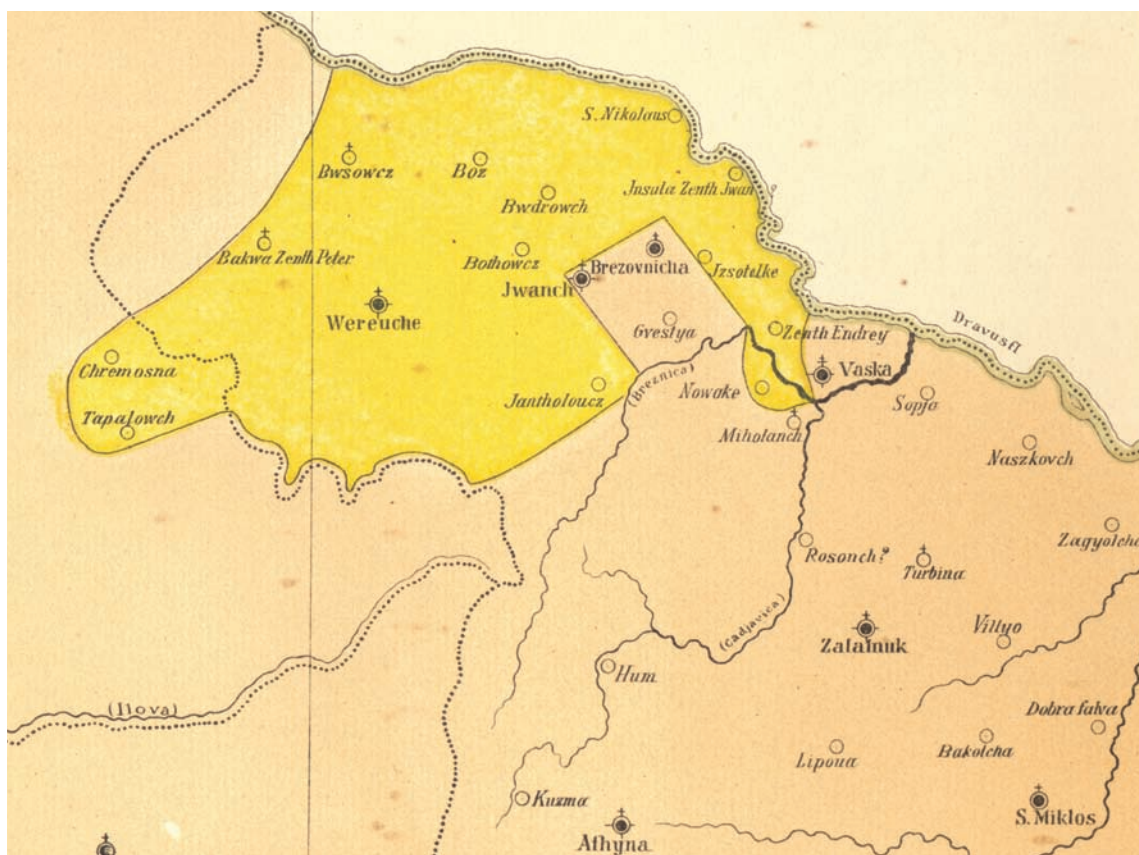 S. Nikolaus
Bwsowcz
Boz
Jnsula Zenth Jwan ?
Bwdrowch
Bakwa Zenth Peter
Bothowcz
Brezovnicha
Jzsotelke
Jwanch
Wereuche
Gvestya
Zenth Endrey
Dravusfl
Chremosna
(Breznica)
Vaska
Jantholoucz
Nowake
Sopja
Tapalowch
Miholanch
Naszkovch
Zagyolcha
Rosonch?
Turbina
(Cadjavica)
Zalatnuk
Villyo
Hum
(Ilova)
Dobra falva
Lipoua
Bakolcha
Kuzma
S. Miklos
Athyna